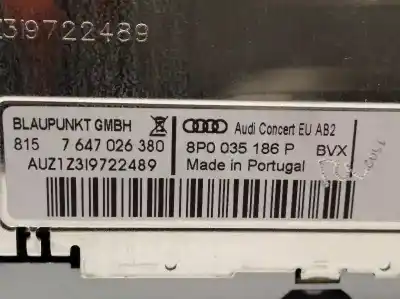 Z3I9722489
BLAUPUNKT GMBH
815 7 647 026 380
AUZ1Z3I9722489
Audi Concert EU AB2
8P0 035 186 P BVX
Made in Portugal